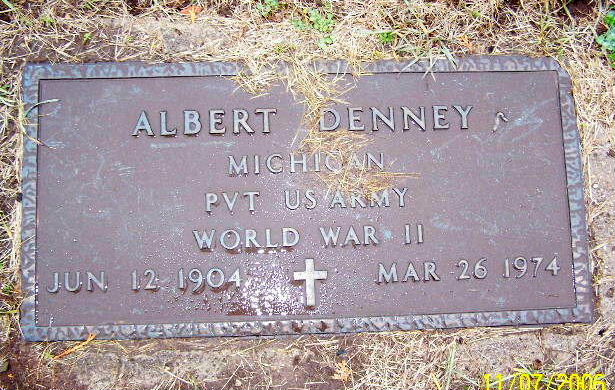 ALBERT DENNEY
MICHIGAN
PVT US ARMY
WORLD WAR II
JUN 12 1904 MAR 26 1974
11/07/2006